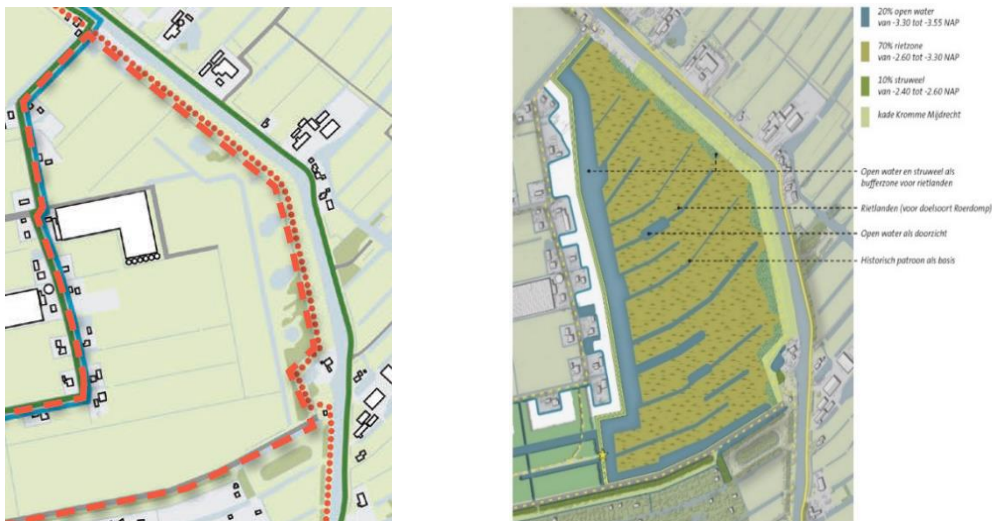 20% open water
van -3.30 tot -3.55 NAP
70% rietzone
van -2.60 tot -3.30 NAP
10% struweel
van -2.40 tot -2.60 NAP
kade Kromme Mijdrecht
Open water en struweel als
bufferzone voor rietlanden
Rietlanden (voor doelsoort Roerdomp)
Open water als doorzicht
Historisch patroon als basis